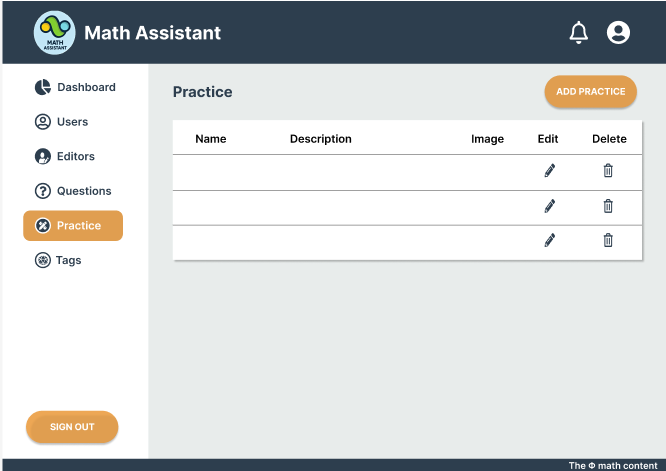 MATH
ASSISTANT
Math Assistant
Dashboard
Users
Editors
Questions
Practice
Tags
SIGN OUT
Practice
ADD PRACTICE
Name Description Image Edit Delete
The Φ math content